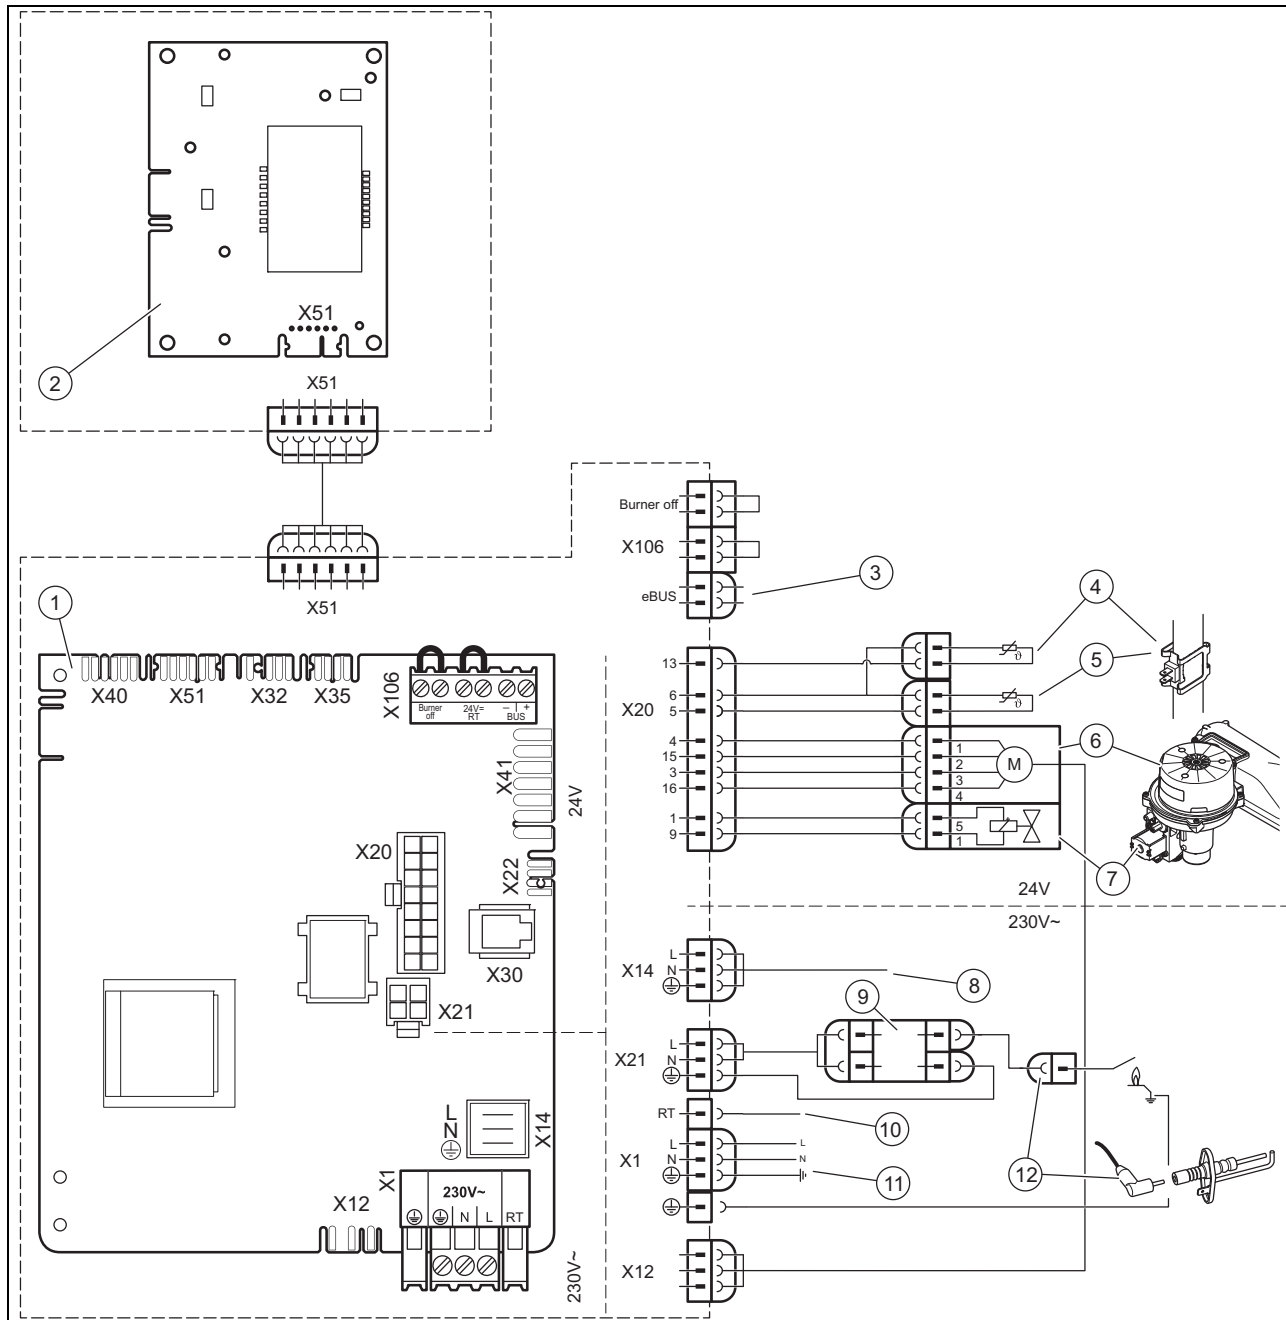 X51
2
X51
Burner off
X106
3
eBUS
X51
1
4
13
5
X40
X51
X32
X35
X106
Burner off
24V=
RT
–
+
BUS
X20
6
5
4
15
3
16
1
9
1
2
3
4
M
5
1
6
7
ϑ
ϑ
X41
24V
X20
X22
X30
X21
24V
230V~
L
X14
N
8
9
L
X21
N
RT
10
L
L
X1
N
N
11
12
L
N
X14
X1
X12
230V~
N
L
RT
230V~
X12